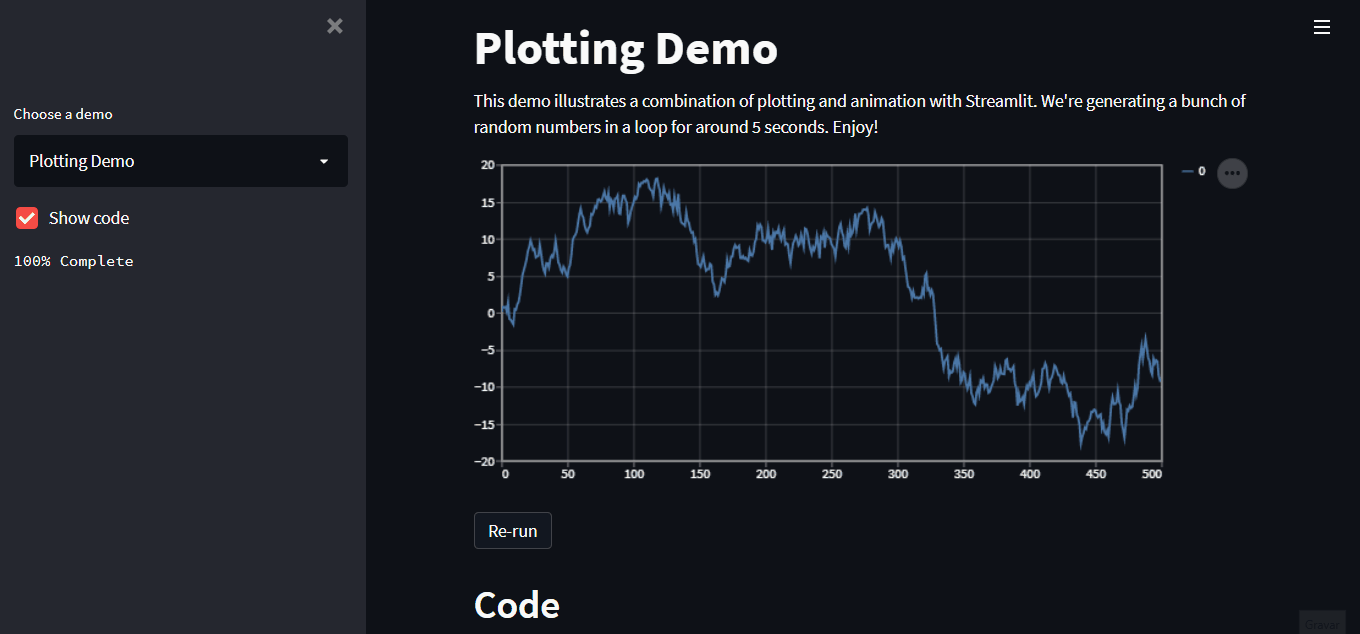 Choose a demo
Plotting Demo
Show code
100% Complete
Plotting Demo
This demo illustrates a combination of plotting and animation with Streamlit. We're generating a bunch of
random numbers in a loop for around 5 seconds. Enjoy!
20
15
10
5
0
−5
−10
−15
−20
0 50 100 150 200 250 300 350 400 450 500
0
Re-run
Code
Gravar